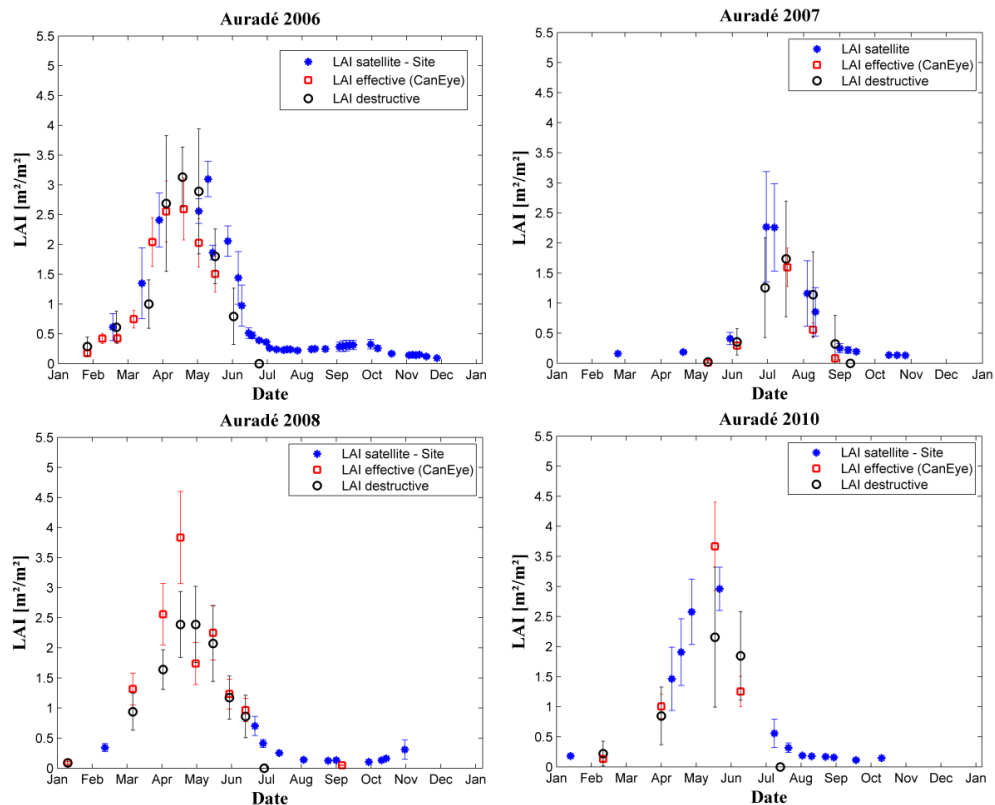 Auradé 2006
5.5
5
4.5
4
3.5
3
2.5
2
1.5
1
0.5
0
LAI [m²/m²]
LAI satellite - Site
LAI effective (CanEye)
LAI destructive
Jan Feb Mar Apr May Jun Jul Aug Sep Oct Nov Dec Jan
Date
Auradé 2007
5.5
5
4.5
4
3.5
3
2.5
2
1.5
1
0.5
0
LAI [m²/m²]
LAI satellite
LAI effective (CanEye)
LAI destructive
Jan Feb Mar Apr May Jun Jul Aug Sep Oct Nov Dec Jan
Date
Auradé 2008
5.5
5
4.5
4
3.5
3
2.5
2
1.5
1
0.5
0
LAI [m²/m²]
LAI satellite - Site
LAI effective (CanEye)
LAI destructive
Jan Feb Mar Apr May Jun Jul Aug Sep Oct Nov Dec Jan
Date
Auradé 2010
5.5
5
4.5
4
3.5
3
2.5
2
1.5
1
0.5
0
LAI [m²/m²]
LAI satellite - Site
LAI effective (CanEye)
LAI destructive
Jan Feb Mar Apr May Jun Jul Aug Sep Oct Nov Dec Jan
Date